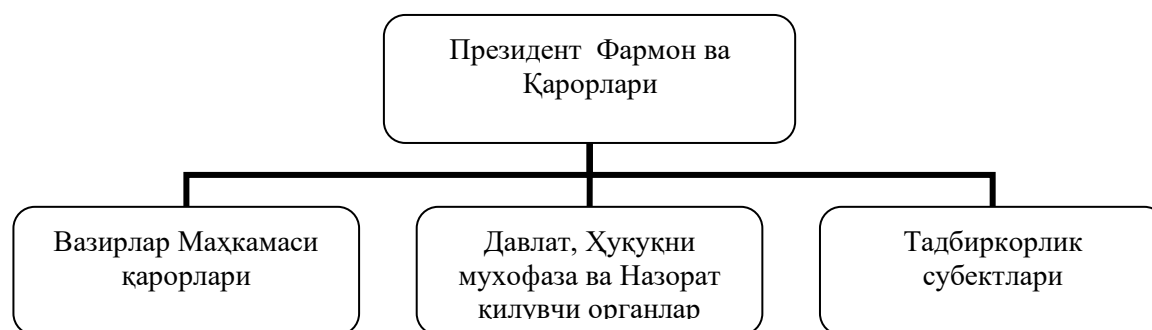 Президент Фармон ва
Қарорлари
Вазирлар Маҳкамаси
қарорлари
Давлат, Ҳуқуқни
мухофаза ва Назорат
қилувчи органлар
Тадбиркорлик
субектлари